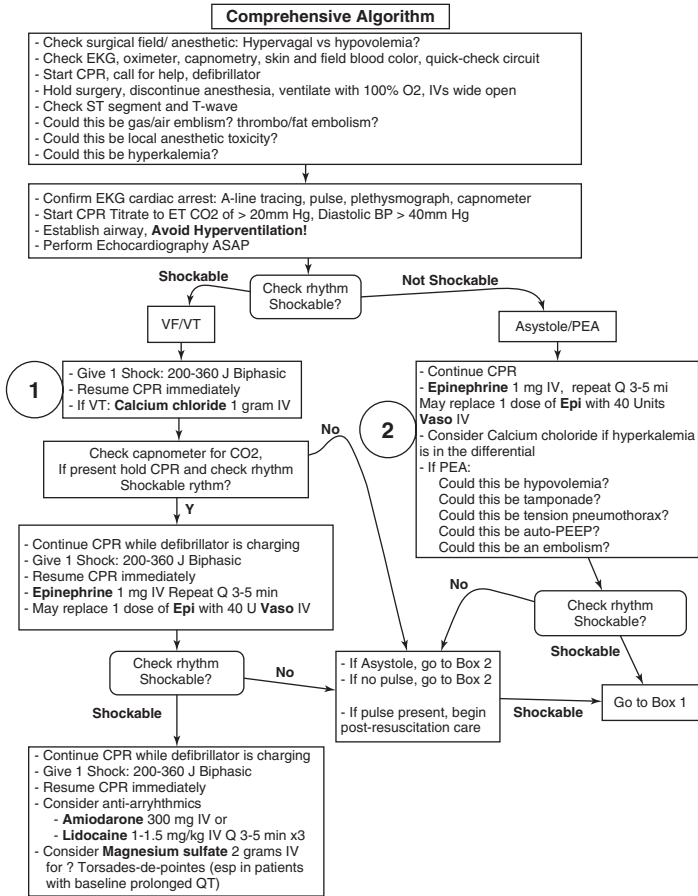 Comprehensive Algorithm
- Check surgical field/ anesthetic: Hypervagal vs hypovolemia?
- Check EKG, oximeter, capnometry, skin and field blood color, quick-check circuit
- Start CPR, call for help, defibrillator
- Hold surgery, discontinue anesthesia, ventilate with 100% O2, IVs wide open
- Check ST segment and T-wave
- Could this be gas/air emblism? thrombo/fat embolism?
- Could this be local anesthetic toxicity?
- Could this be hyperkalemia?
- Confirm EKG cardiac arrest: A-line tracing, pulse, plethysmograph, capnometer
- Start CPR Titrate to ET CO2 of > 20mm Hg, Diastolic BP > 40mm Hg
- Establish airway, Avoid Hyperventilation!
- Perform Echocardiography ASAP
Shockable
Check rhythm
Shockable?
Not Shockable
VF/VT
Asystole/PEA
1
- Give 1 Shock: 200-360 J Biphasic
- Resume CPR immediately
- If VT: Calcium chloride 1 gram IV
2
- Continue CPR
- Epinephrine 1 mg IV, repeat Q 3-5 mi
May replace 1 dose of Epi with 40 Units
Vaso IV
- Consider Calcium choloride if hyperkalemia
is in the differential
- If PEA:
Could this be hypovolemia?
Could this be tamponade?
Could this be tension pneumothorax?
Could this be auto-PEEP?
Could this be an embolism?
Check capnometer for CO2,
If present hold CPR and check rhythm
Shockable rythm?
No
Y
- Continue CPR while defibrillator is charging
- Give 1 Shock: 200-360 J Biphasic
- Resume CPR immediately
- Epinephrine 1 mg IV Repeat Q 3-5 min
- May replace 1 dose of Epi with 40 U Vaso IV
No
Check rhythm
Shockable?
Shockable
Check rhythm
Shockable?
No
Shockable
- If Asystole, go to Box 2
- If no pulse, go to Box 2
- If pulse present, begin
post-resuscitation care
Shockable
Go to Box 1
- Continue CPR while defibrillator is charging
- Give 1 Shock: 200-360 J Biphasic
- Resume CPR immediately
- Consider anti-arryhthmics
- Amiodarone 300 mg IV or
- Lidocaine 1-1.5 mg/kg IV Q 3-5 min x3
- Consider Magnesium sulfate 2 grams IV
for ? Torsades-de-pointes (esp in patients
with baseline prolonged QT)